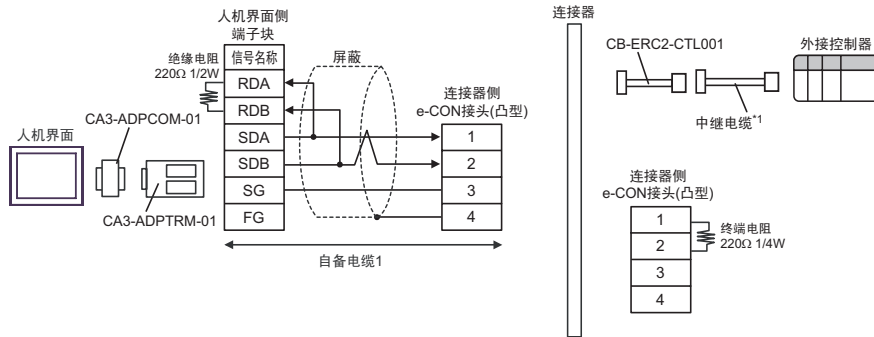 人机界面侧
端子块
绝缘电阻
220Ω 1/2W
信号名称
RDA
RDB
SDA
SDB
SG
FG
屏蔽
连接器侧
e-CON接头(凸型)
1
2
3
4
人机界面
CA3-ADPCOM-01
CA3-ADPTRM-01
自备电缆1
连接器
CB-ERC2-CTL001
外接控制器
中继电缆*1
连接器侧
e-CON接头(凸型)
1
2
3
4
终端电阻
220Ω 1/4W